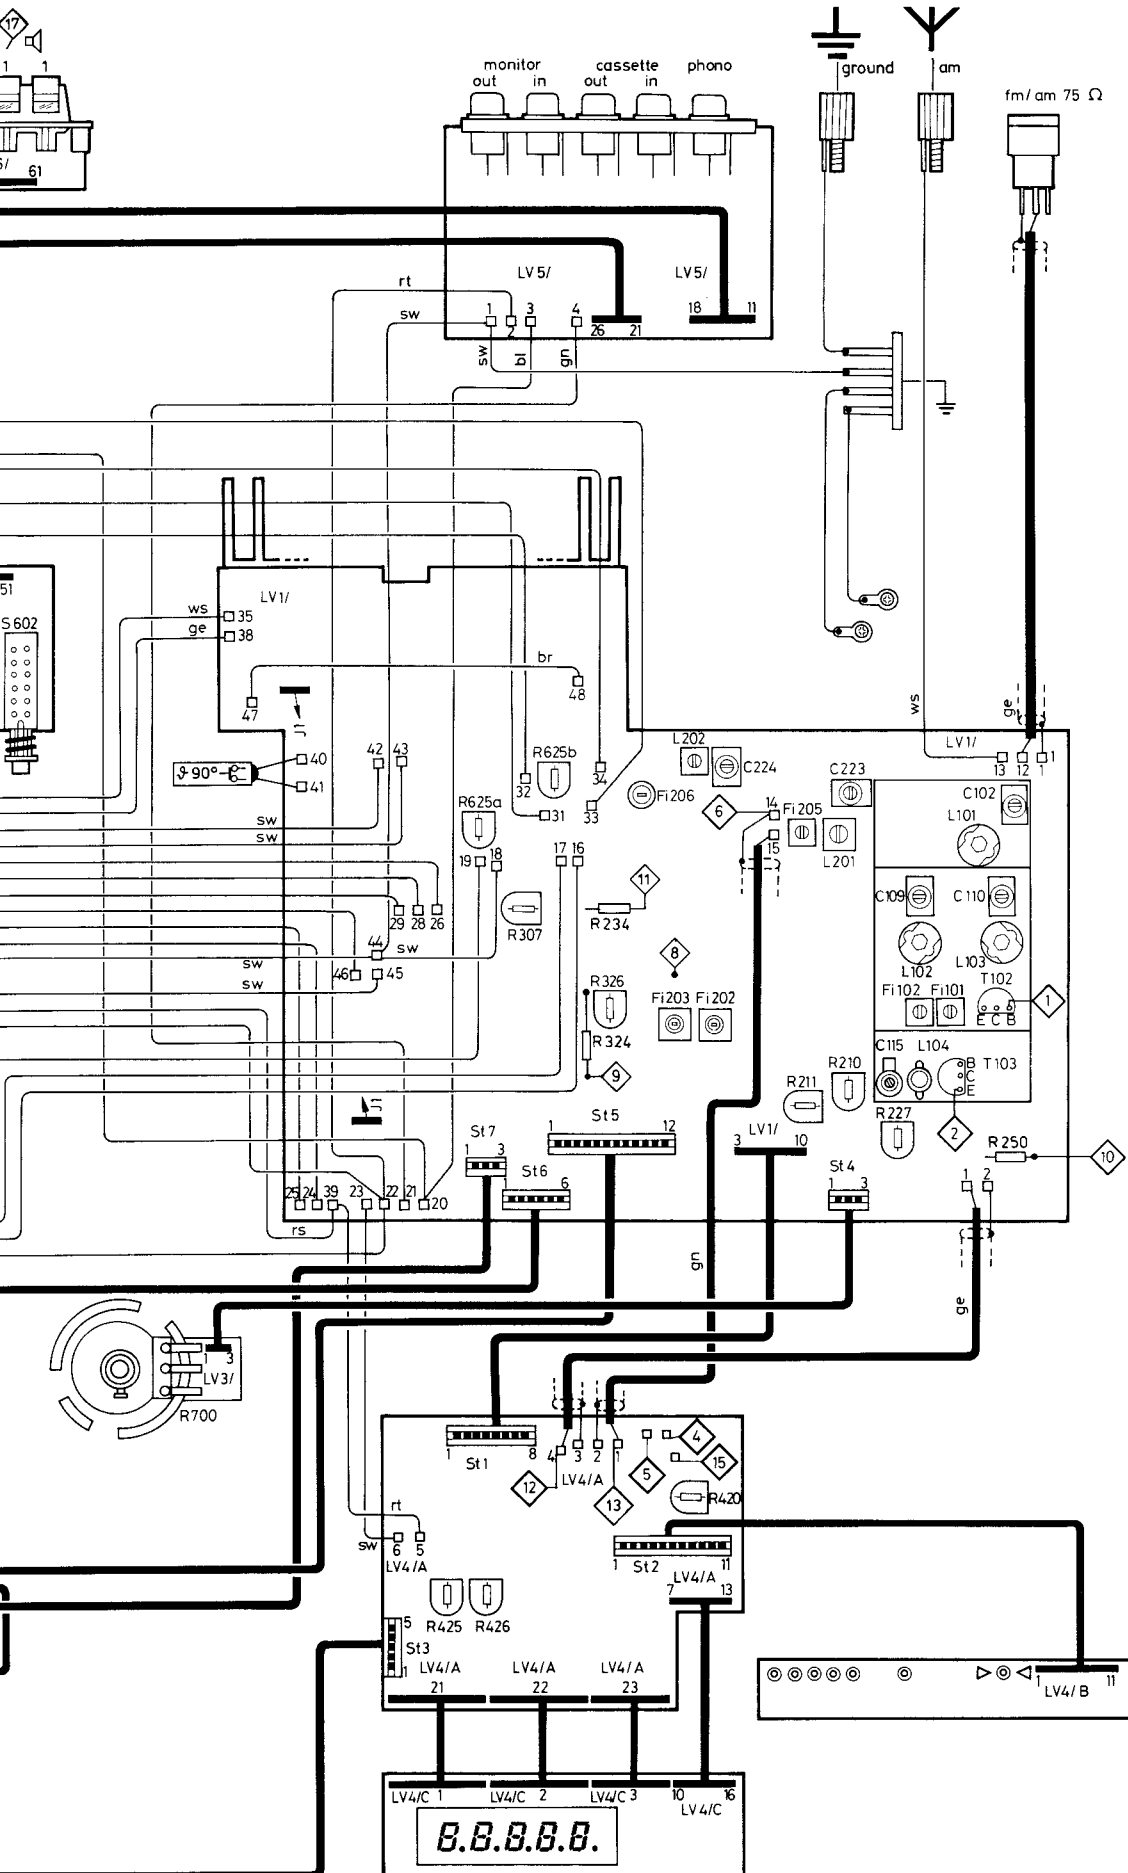 17
1 1
6/ 61
monitor cassette phono
out in out in
ground
am
fm/am 75 Ω
LV5/ LV5/
rt
sw
1 2 3 4 26 21 18 11
sw bl gn
51
S602
LV1/
ws 35
ge 38
br
47 48
J1
ϑ 90°
40
41
42 43
R625b
32
34
31
33
Fi206
L202
C224
ws
ge
LV1/
13 12 1
C223
C102
L101
6
14
Fi205
15
L201
R625a
sw
sw
19 18
17 16
29 28 26
R307
11
R234
C109 C110
44 sw
sw
46 45
sw
8
L102 L103
T102
Fi102 Fi101
E C B
1
R326
Fi203 Fi202
R324
9
C115 L104
B
C
E
T103
R210
R211
R227
2
R250
10
J1
St7
1 3
St5
1 12
St6
1 6
LV1/
3 10
St4
1 3
1 2
25 24 39 23 22 21 20
rs
gn
ge
1 3
LV3/
R700
1 8
St1
4 3 2 1
LV4/A
12
13
5
4
15
R420
rt
sw
6 5
LV4/A
1 St2 11
LV4/A
7 13
R425 R426
5
St3
1
LV4/A LV4/A LV4/A
21 22 23
1 11
LV4/B
LV4/C 1 LV4/C 2 LV4/C 3 10 16
LV4/C
8.8.8.8.8.